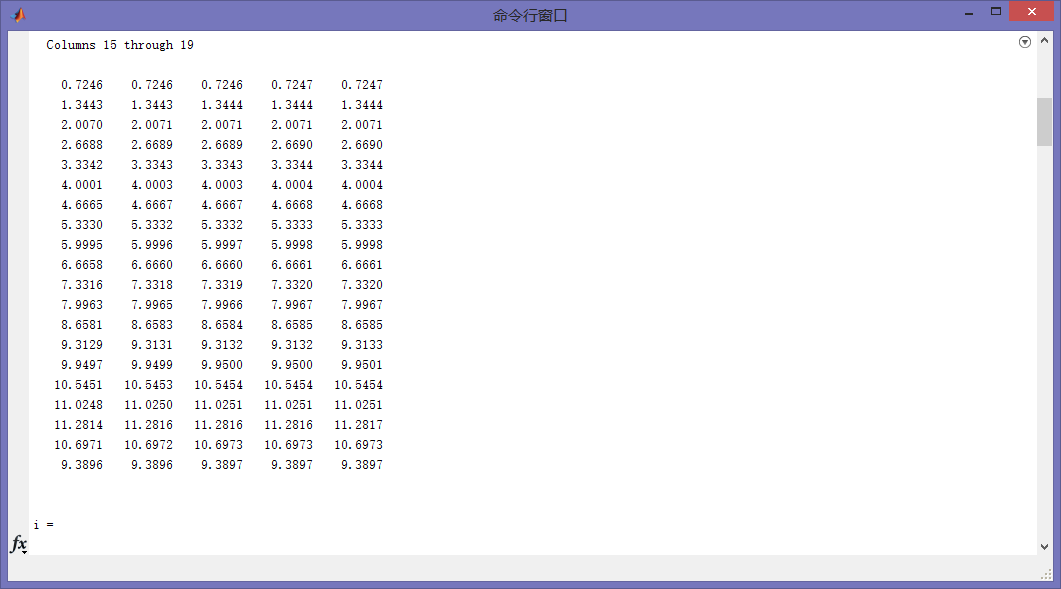 命令行窗口
Columns 15 through 19
0.7246 0.7246 0.7246 0.7247 0.7247
1.3443 1.3443 1.3444 1.3444 1.3444
2.0070 2.0071 2.0071 2.0071 2.0071
2.6688 2.6689 2.6689 2.6690 2.6690
3.3342 3.3343 3.3343 3.3344 3.3344
4.0001 4.0003 4.0003 4.0004 4.0004
4.6665 4.6667 4.6667 4.6668 4.6668
5.3330 5.3332 5.3332 5.3333 5.3333
5.9995 5.9996 5.9997 5.9998 5.9998
6.6658 6.6660 6.6660 6.6661 6.6661
7.3316 7.3318 7.3319 7.3320 7.3320
7.9963 7.9965 7.9966 7.9967 7.9967
8.6581 8.6583 8.6584 8.6585 8.6585
9.3129 9.3131 9.3132 9.3132 9.3133
9.9497 9.9499 9.9500 9.9500 9.9501
10.5451 10.5453 10.5454 10.5454 10.5454
11.0248 11.0250 11.0251 11.0251 11.0251
11.2814 11.2816 11.2816 11.2816 11.2817
10.6971 10.6972 10.6973 10.6973 10.6973
9.3896 9.3896 9.3897 9.3897 9.3897
i =
fx